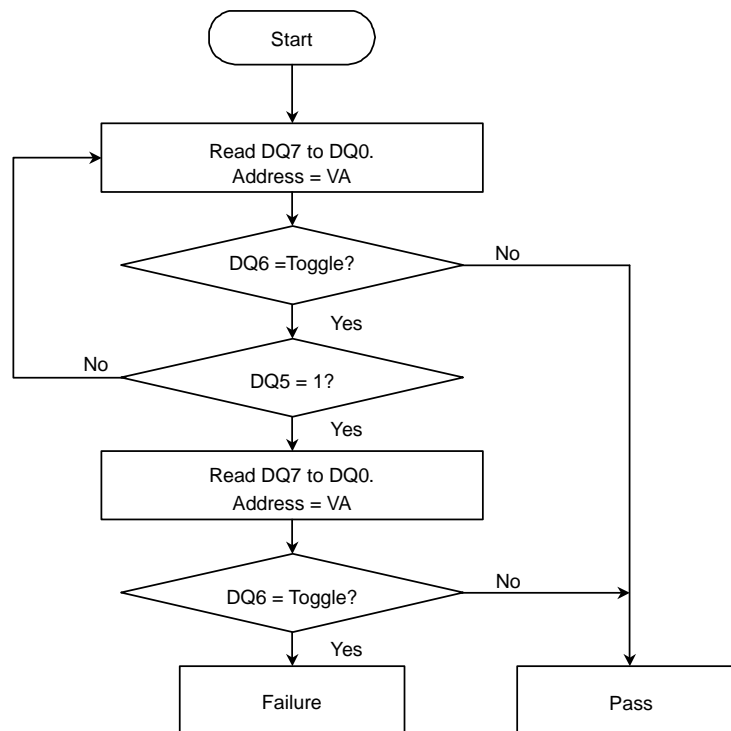 Start
Read DQ7 to DQ0.
Address = VA
DQ6 =Toggle?
No
Yes
No
DQ5 = 1?
Yes
Read DQ7 to DQ0.
Address = VA
DQ6 = Toggle?
No
Yes
Failure
Pass